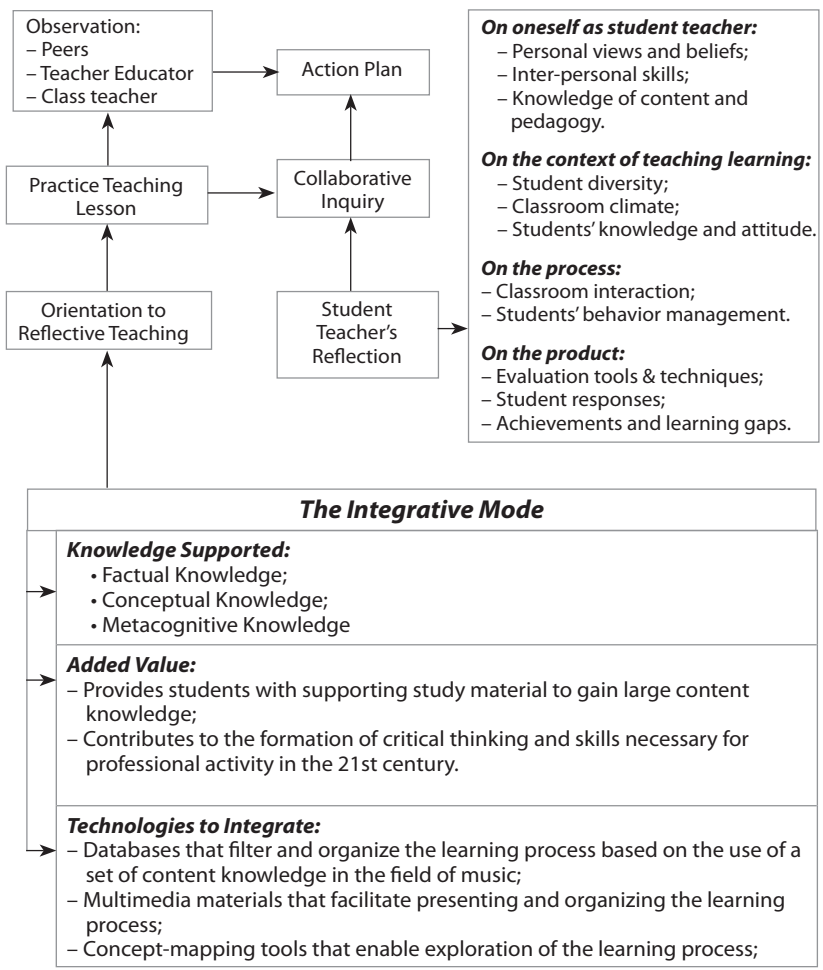 Observation:
– Peers
– Teacher Educator
– Class teacher
Action Plan
Practice Teaching
Lesson
Collaborative
Inquiry
Orientation to
Reflective Teaching
Student
Teacher’s
Reflection
On oneself as student teacher:
– Personal views and beliefs;
– Inter-personal skills;
– Knowledge of content and
pedagogy.
On the context of teaching learning:
– Student diversity;
– Classroom climate;
– Students’ knowledge and attitude.
On the process:
– Classroom interaction;
– Students’ behavior management.
On the product:
– Evaluation tools & techniques;
– Student responses;
– Achievements and learning gaps.
The Integrative Mode
Knowledge Supported:
• Factual Knowledge;
• Conceptual Knowledge;
• Metacognitive Knowledge
Added Value:
– Provides students with supporting study material to gain large content
knowledge;
– Contributes to the formation of critical thinking and skills necessary for
professional activity in the 21st century.
Technologies to Integrate:
– Databases that filter and organize the learning process based on the use of a
set of content knowledge in the field of music;
– Multimedia materials that facilitate presenting and organizing the learning
process;
– Concept-mapping tools that enable exploration of the learning process;